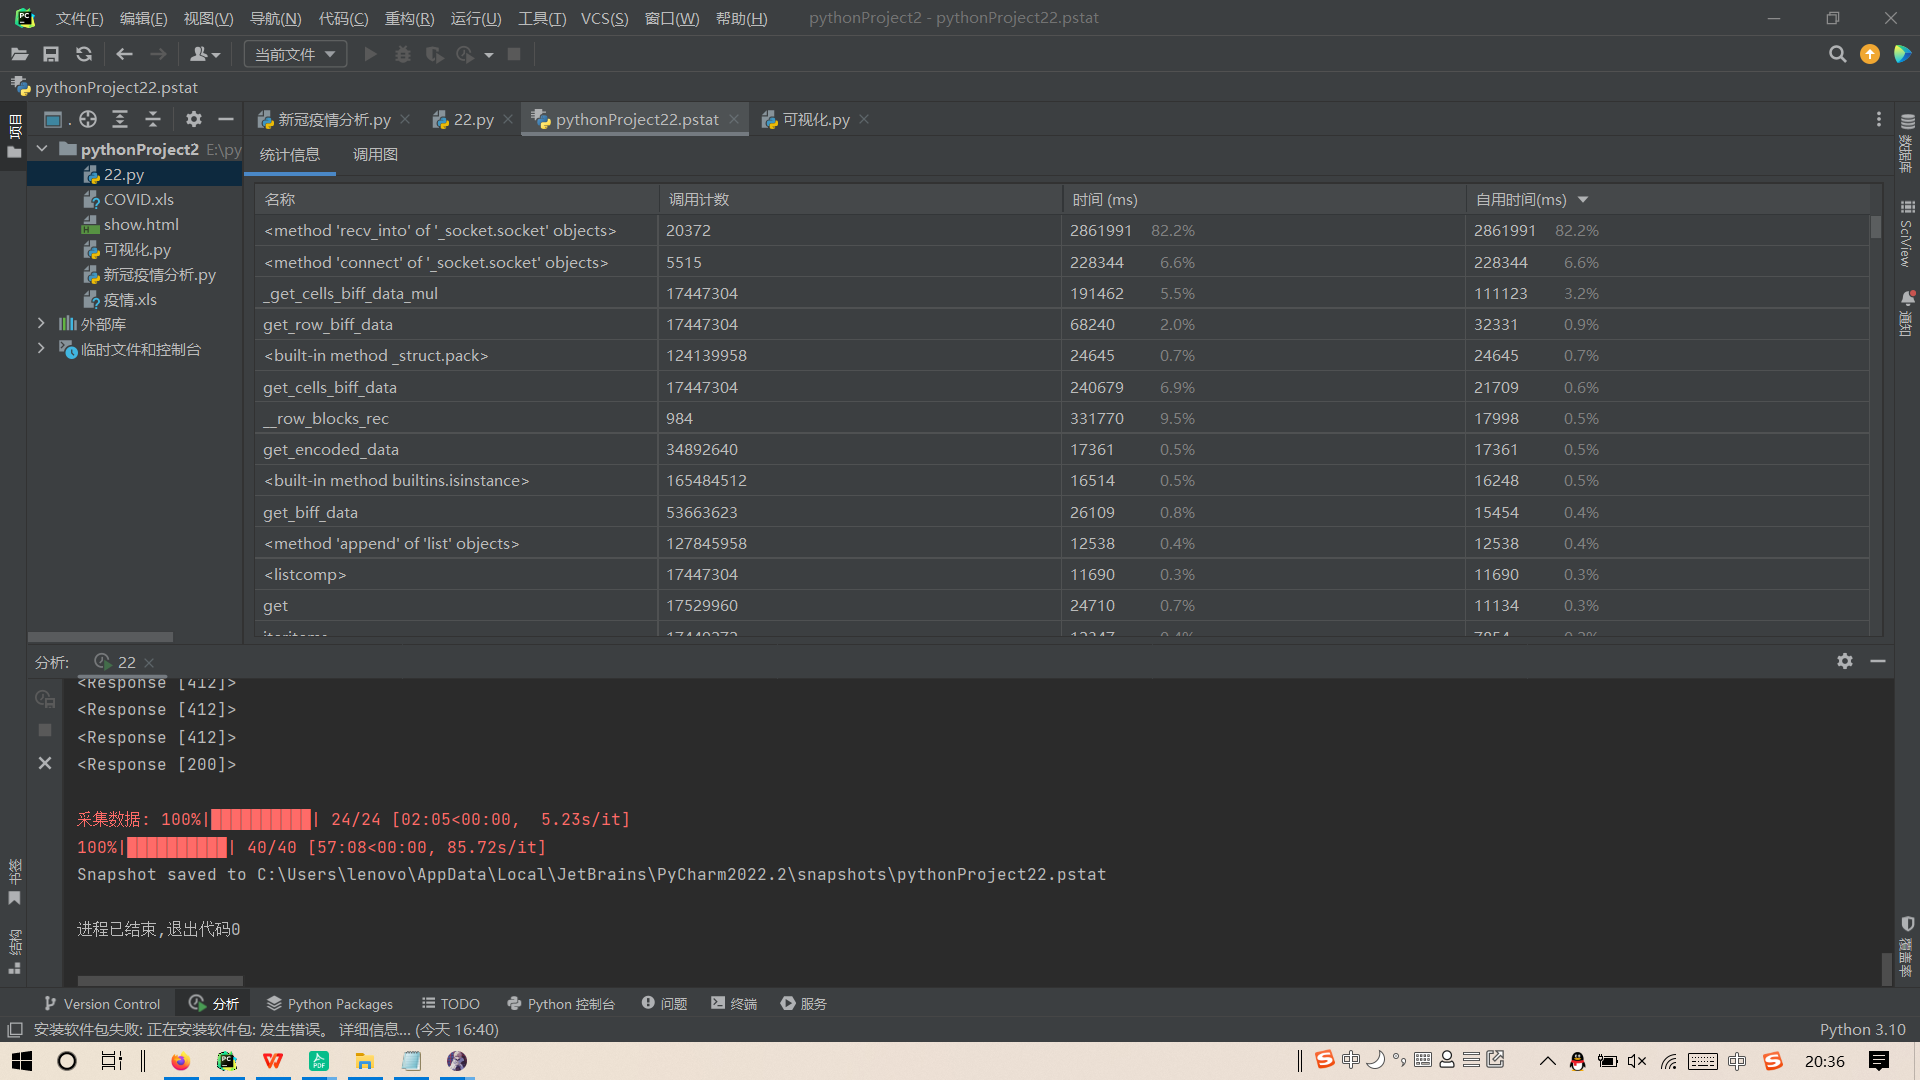 文件(F) 编辑(E) 视图(V) 导航(N) 代码(C) 重构(R) 运行(U) 工具(T) VCS(S) 窗口(W) 帮助(H) pythonProject2 - pythonProject22.pstat
当前文件
pythonProject22.pstat
项目
新冠疫情分析.py 22.py pythonProject22.pstat 可视化.py
pythonProject2 E:\py
22.py
COVID.xls
show.html
可视化.py
新冠疫情分析.py
疫情.xls
外部库
临时文件和控制台
统计信息 调用图
名称 调用计数 时间 (ms) 自用时间(ms)
<method 'recv_into' of '_socket.socket' objects> 20372 2861991 82.2% 2861991 82.2%
<method 'connect' of '_socket.socket' objects> 5515 228344 6.6% 228344 6.6%
_get_cells_biff_data_mul 17447304 191462 5.5% 111123 3.2%
get_row_biff_data 17447304 68240 2.0% 32331 0.9%
<built-in method _struct.pack> 124139958 24645 0.7% 24645 0.7%
get_cells_biff_data 17447304 240679 6.9% 21709 0.6%
__row_blocks_rec 984 331770 9.5% 17998 0.5%
get_encoded_data 34892640 17361 0.5% 17361 0.5%
<built-in method builtins.isinstance> 165484512 16514 0.5% 16248 0.5%
get_biff_data 53663623 26109 0.8% 15454 0.4%
<method 'append' of 'list' objects> 127845958 12538 0.4% 12538 0.4%
<listcomp> 17447304 11690 0.3% 11690 0.3%
get 17529960 24710 0.7% 11134 0.3%
数据库
SciView
通知
分析: 22
<Response [412]>
<Response [412]>
<Response [412]>
<Response [200]>
采集数据: 100%|██████████| 24/24 [02:05<00:00,  5.23s/it]
100%|██████████| 40/40 [57:08<00:00, 85.72s/it]
Snapshot saved to C:\Users\lenovo\AppData\Local\JetBrains\PyCharm2022.2\snapshots\pythonProject22.pstat
进程已结束,退出代码0
书签
结构
覆盖率
Version Control 分析 Python Packages TODO Python 控制台 问题 终端 服务
安装软件包失败: 正在安装软件包: 发生错误。 详细信息... (今天 16:40) Python 3.10
中 中 20:36